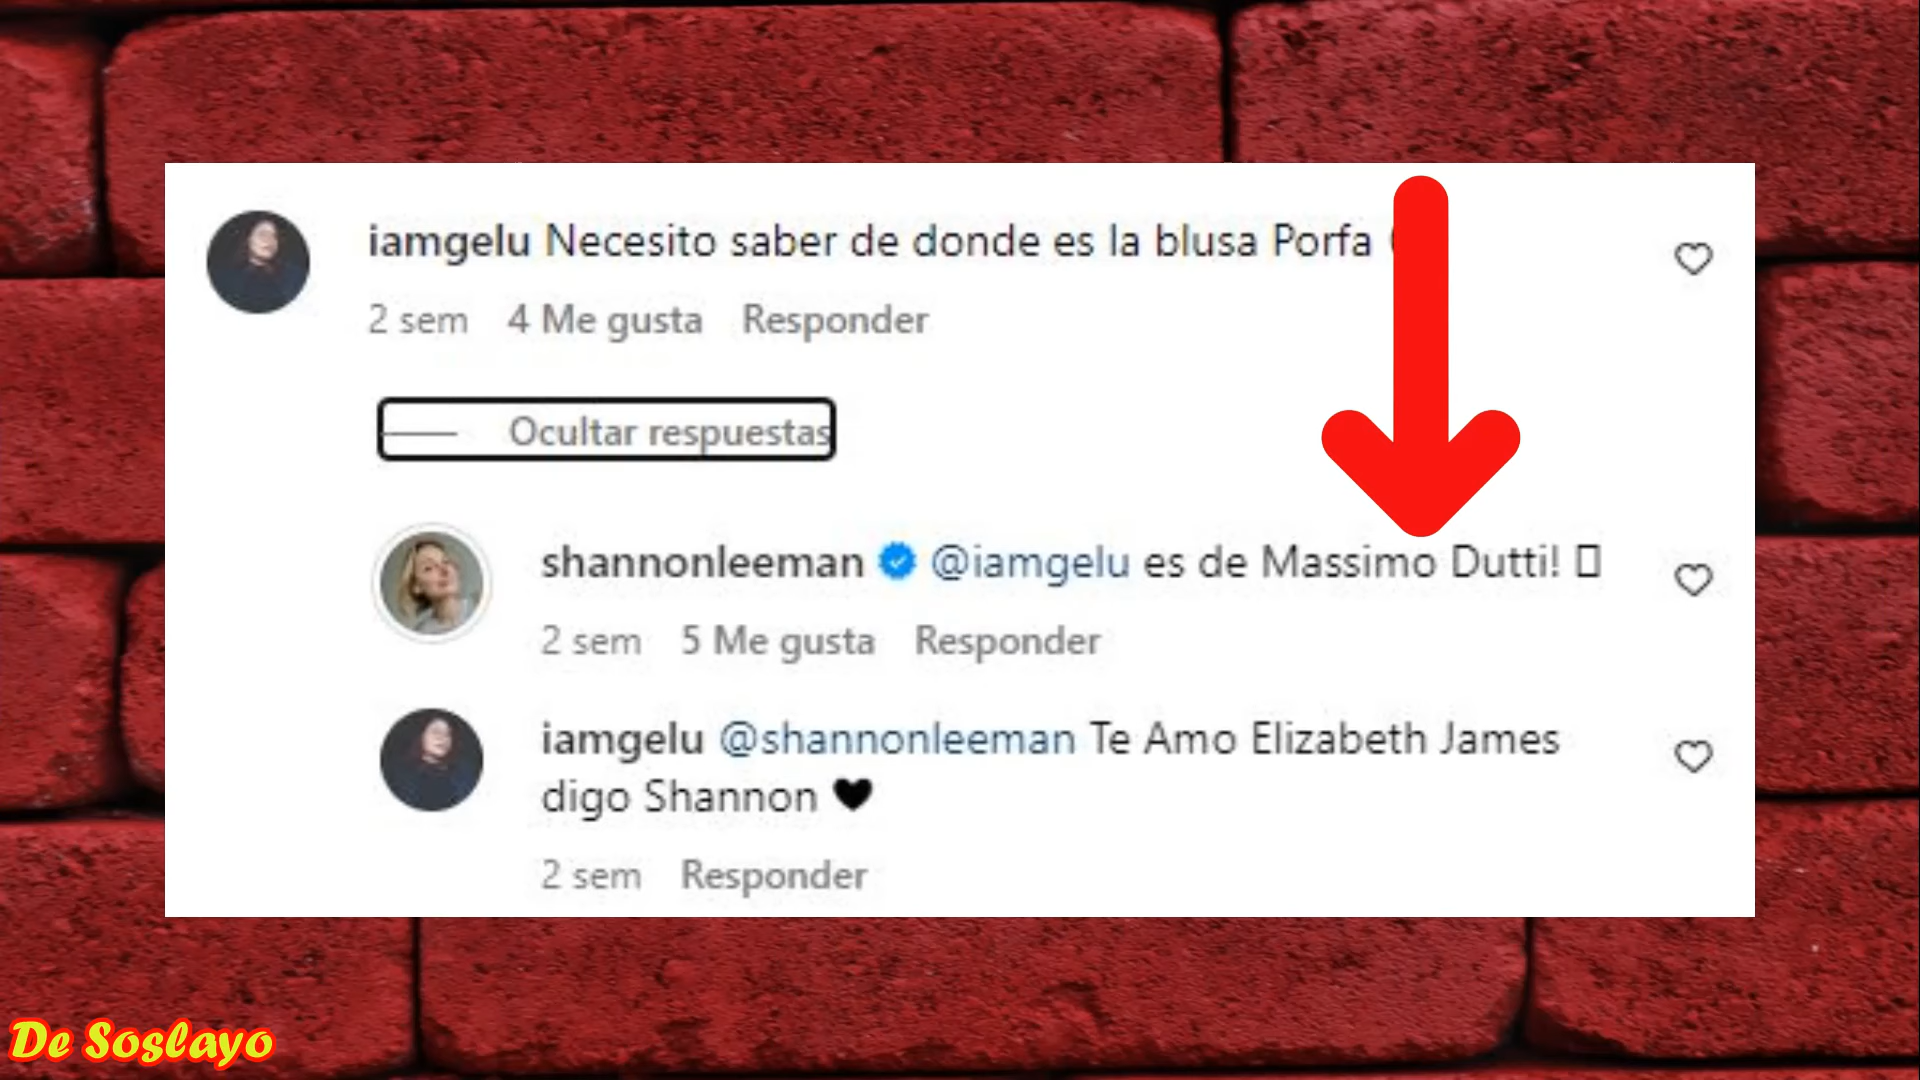 iamgelu Necesito saber de donde es la blusa Porfa
2 sem 4 Me gusta Responder
Ocultar respuestas
shannonleeman @iamgelu es de Massimo Dutti!
2 sem 5 Me gusta Responder
iamgelu @shannonleeman Te Amo Elizabeth James
digo Shannon 🖤
2 sem Responder
De Soslayo